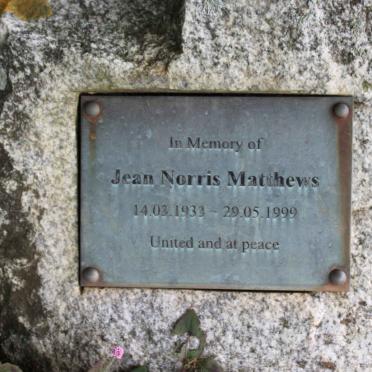 In Memory of
Jean Norris Matthews
14.03.1933 ~ 29.05.1999
United and at peace